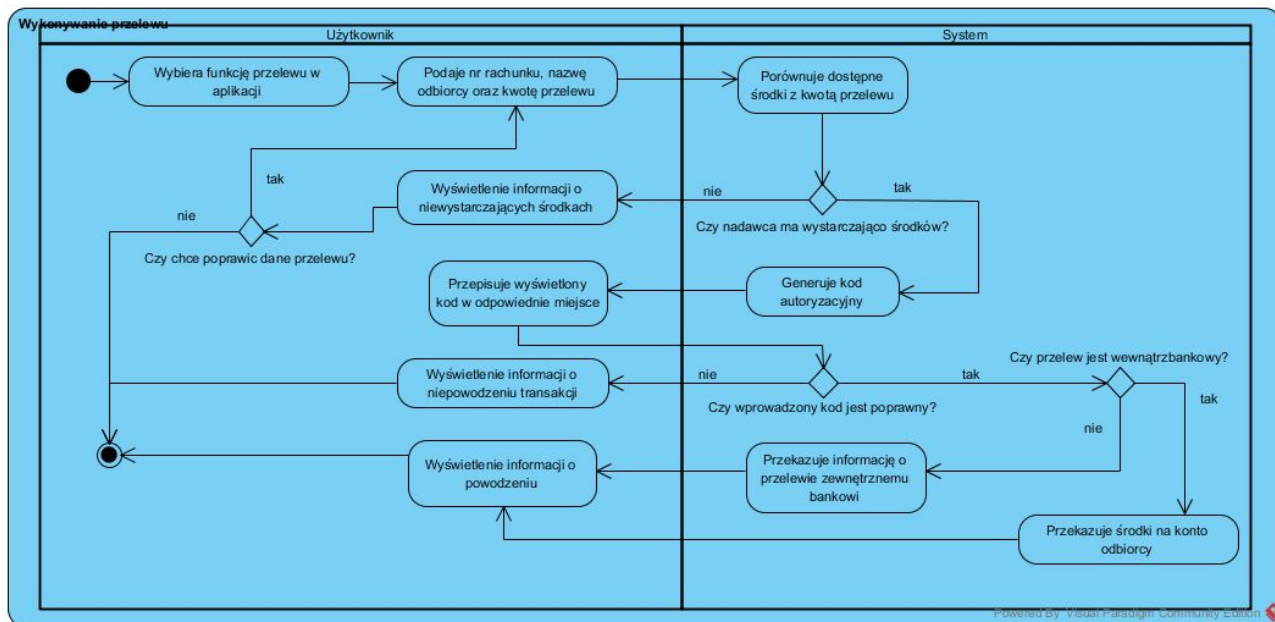 Wykonywanie przelewu
Użytkownik
System
Wybiera funkcję przelewu w
aplikacji
Podaje nr rachunku, nazwę
odbiorcy oraz kwotę przelewu
Porównuje dostępne
środki z kwotą przelewu
tak
Wyświetlenie informacji o
niewystarczających środkach
nie
tak
nie
Czy nadawca ma wystarczająco środków?
Czy chce poprawic dane przelewu?
Przepisuje wyświetlony
kod w odpowiednie miejsce
Generuje kod
autoryzacyjny
Czy przelew jest wewnątrzbankowy?
Wyświetlenie informacji o
niepowodzeniu transakcji
nie
tak
tak
Czy wprowadzony kod jest poprawny?
nie
Wyświetlenie informacji o
powodzeniu
Przekazuje informację o
przelewie zewnętrznemu
bankowi
Przekazuje środki na konto
odbiorcy
Powered By Visual Paradigm Community Edition